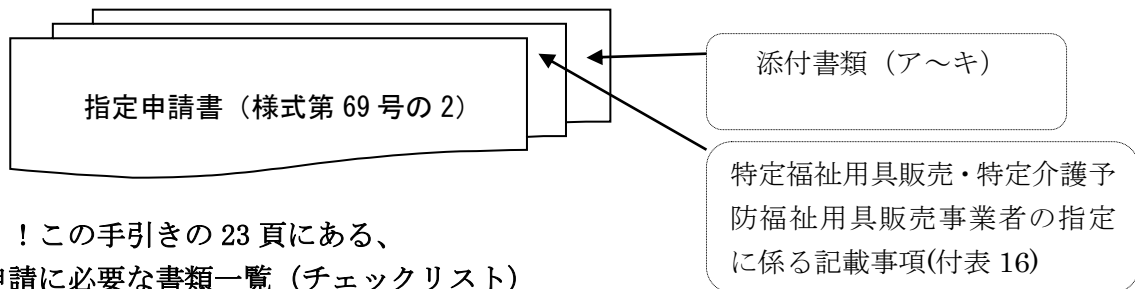 指定申請書（様式第 69 号の 2）
添付書類（ア～キ）
特定福祉用具販売・特定介護予
防福祉用具販売事業者の指定
に係る記載事項(付表 16)
！この手引きの 23 頁にある、
申請に必要な書類一覧（チェックリスト）